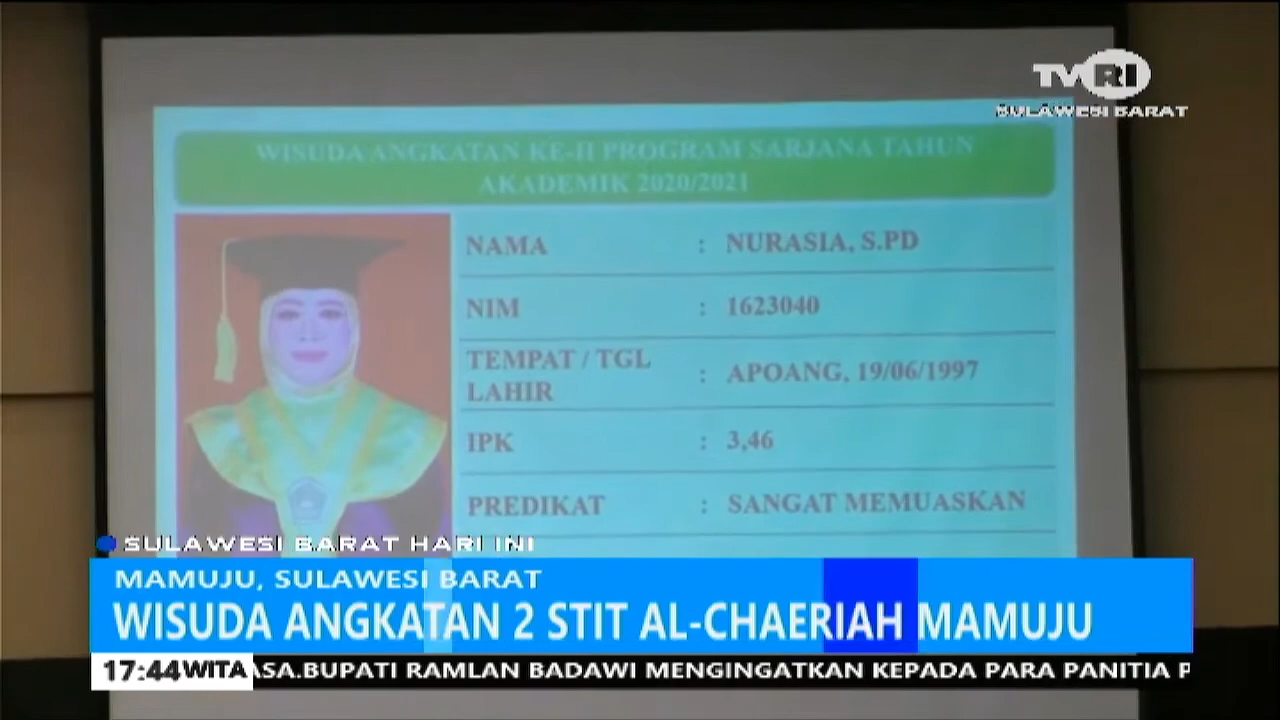 TVRI
SULAWESI BARAT
WISUDA ANGKATAN KE-II PROGRAM SARJANA TAHUN
AKADEMIK 2020/2021
NAMA : NURASIA, S.PD
NIM : 1623040
TEMPAT / TGL
LAHIR : APOANG, 19/06/1997
IPK : 3,46
PREDIKAT : SANGAT MEMUASKAN
SULAWESI BARAT HARI INI
MAMUJU, SULAWESI BARAT
WISUDA ANGKATAN 2 STIT AL-CHAERIAH MAMUJU
17:44 WITA ASA.BUPATI RAMLAN BADAWI MENGINGATKAN KEPADA PARA PANITIA P